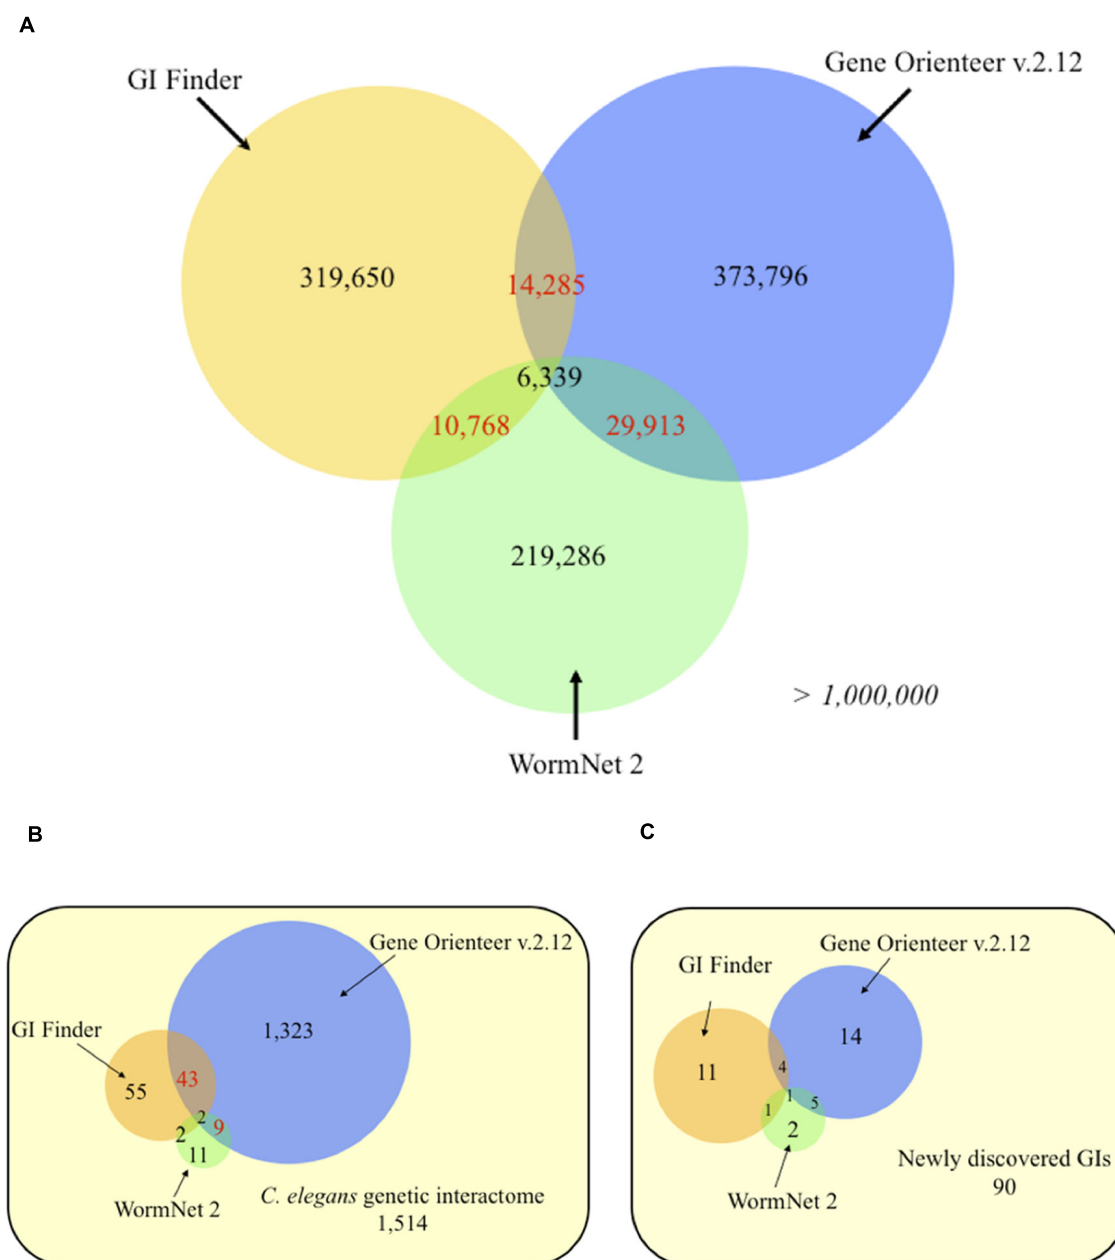 A
GI Finder
Gene Orienteer v.2.12
319,650
14,285
373,796
6,339
10,768
29,913
219,286
> 1,000,000
WormNet 2
B
Gene Orienteer v.2.12
GI Finder
1,323
43
55
2
2
9
11
WormNet 2
C. elegans genetic interactome
1,514
C
Gene Orienteer v.2.12
GI Finder
14
11
4
1
5
1
2
Newly discovered GIs
90
WormNet 2